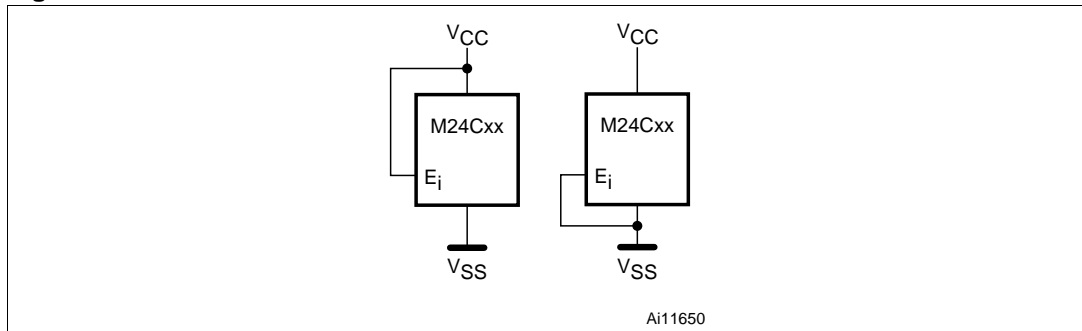 VCC VCC
M24Cxx M24Cxx
Ei Ei
VSS VSS
Ai11650